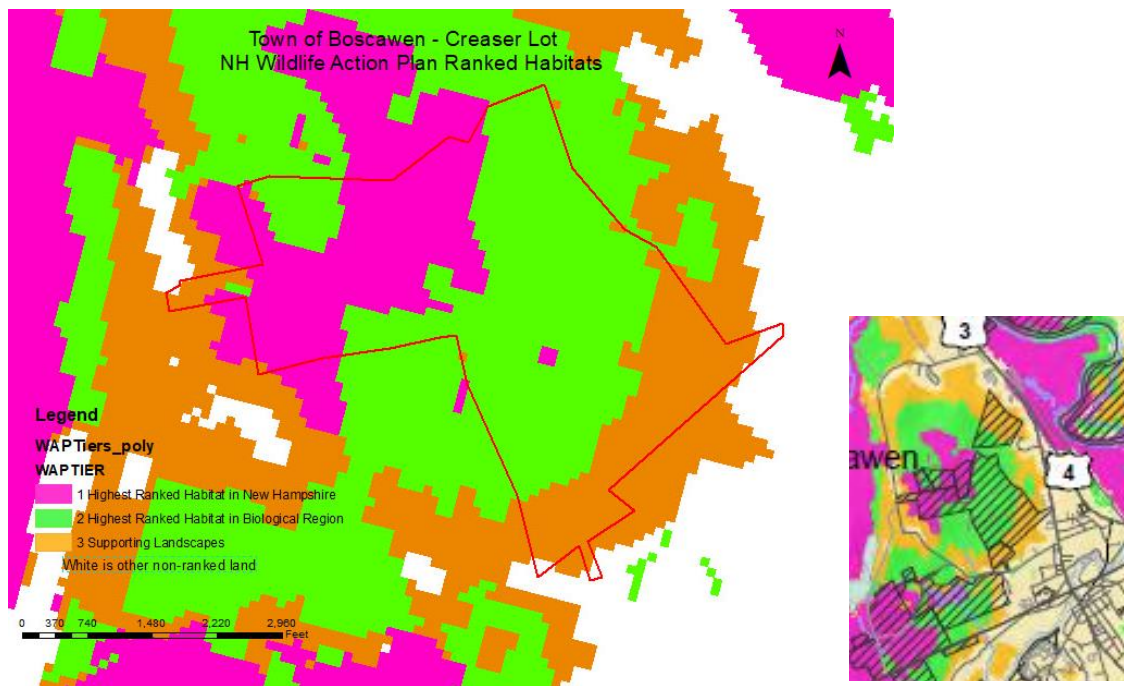 Town of Boscawen - Creaser Lot
NH Wildlife Action Plan Ranked Habitats
N
Legend
WAPTiers_poly
WAPTIER
1 Highest Ranked Habitat in New Hampshire
2 Highest Ranked Habitat in Biological Region
3 Supporting Landscapes
White is other non-ranked land
0 370 740 1,480 2,220 2,960
Feet
3
awen
4